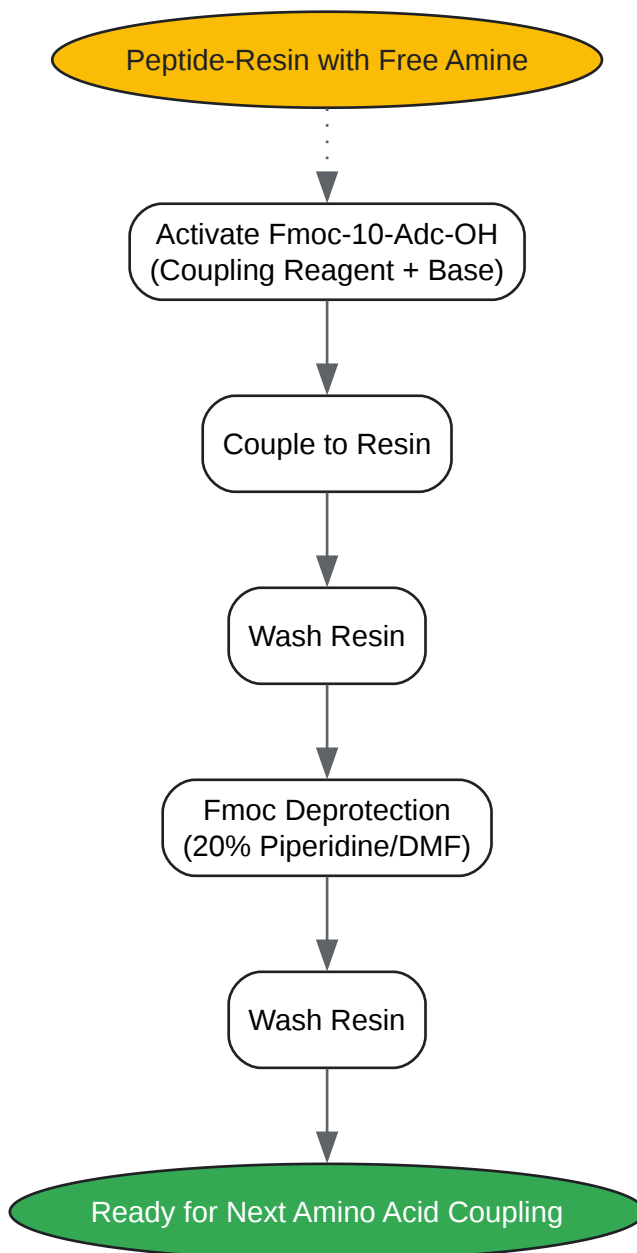 Peptide-Resin with Free Amine
Activate Fmoc-10-Adc-OH
(Coupling Reagent + Base)
Couple to Resin
Wash Resin
Fmoc Deprotection
(20% Piperidine/DMF)
Wash Resin
Ready for Next Amino Acid Coupling